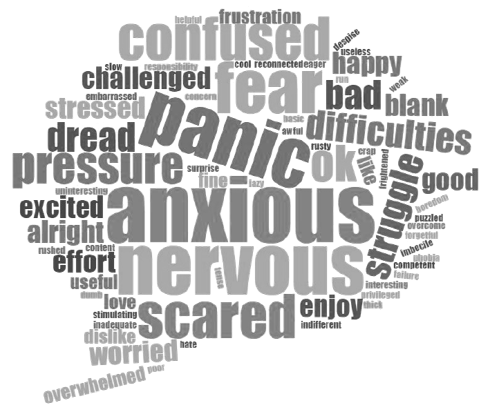 helpful frustration
confused
despise
useless
slow responsibility cool reconnected eager happy
challenged fear run weak
embarrassed concern bad blank
stressed panic basic
awful difficulties
dread rusty crap
pressure surprise ok like frightened
fine lazy good
uninteresting struggle
excited anxious boredom
puzzled
alright overcome
forgetful
rushed content imbecile
effort nervous phobia
competent
useful tense failure
interesting
dumb privileged
love scared enjoy thick
stimulating
inadequate indifferent
dislike
worried hate
poor
overwhelmed